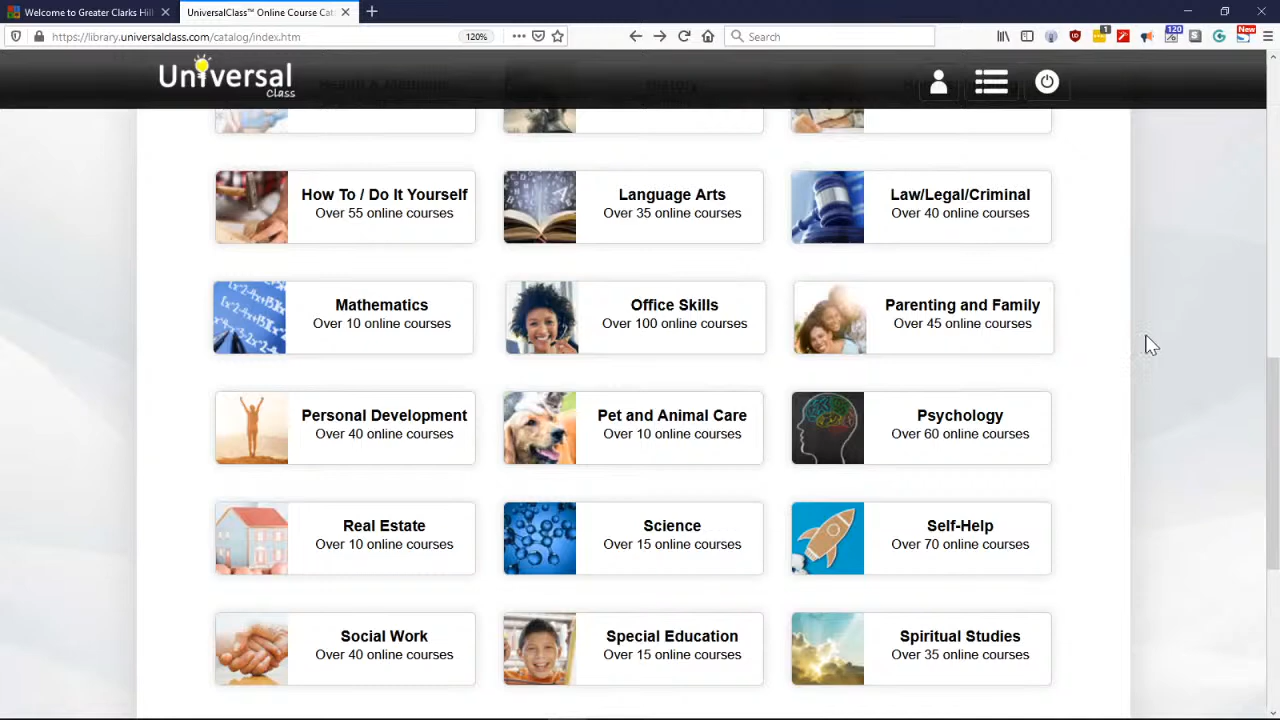 Welcome to Greater Clarks Hill
UniversalClass™ Online Course Cat
https://library.universalclass.com/catalog/index.htm
120%
Search
1
120
New
Universal
Class
History
How To / Do It Yourself
Over 55 online courses
Language Arts
Over 35 online courses
Law/Legal/Criminal
Over 40 online courses
Mathematics
Over 10 online courses
Office Skills
Over 100 online courses
Parenting and Family
Over 45 online courses
Personal Development
Over 40 online courses
Pet and Animal Care
Over 10 online courses
Psychology
Over 60 online courses
Real Estate
Over 10 online courses
Science
Over 15 online courses
Self-Help
Over 70 online courses
Social Work
Over 40 online courses
Special Education
Over 15 online courses
Spiritual Studies
Over 35 online courses